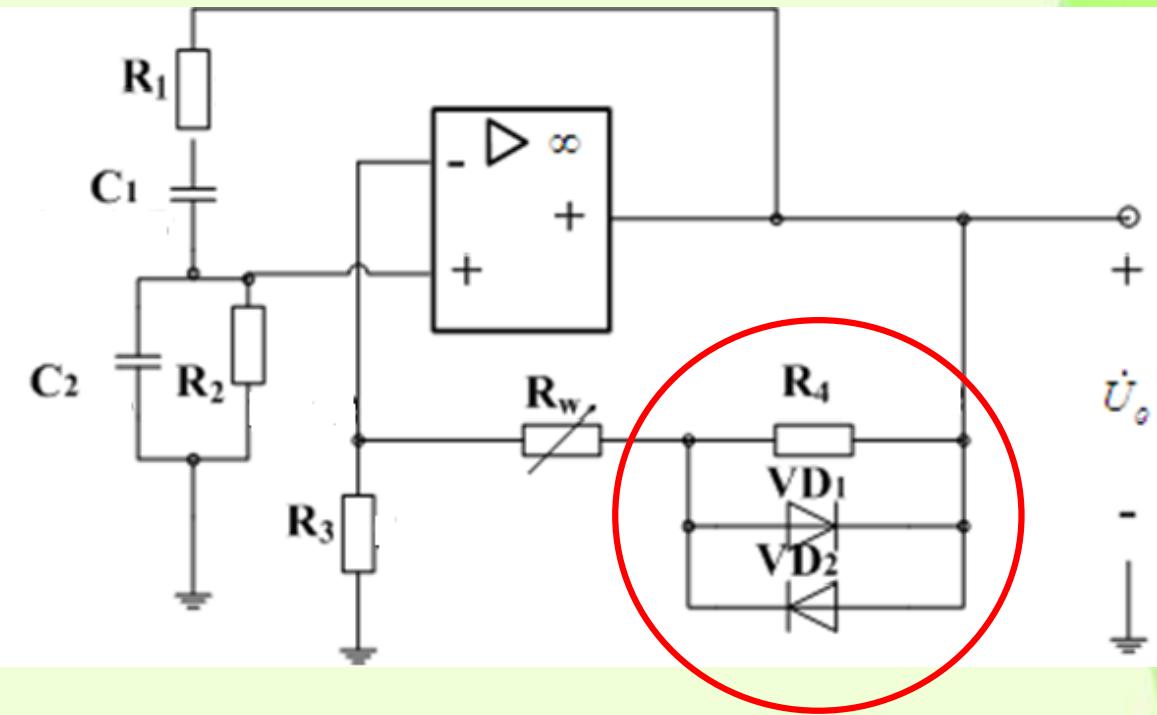 R1
C1
- ▷ ∞
+
+
+
C2
R2
Rw
R4
U̇o
VD1
R3
VD2
-